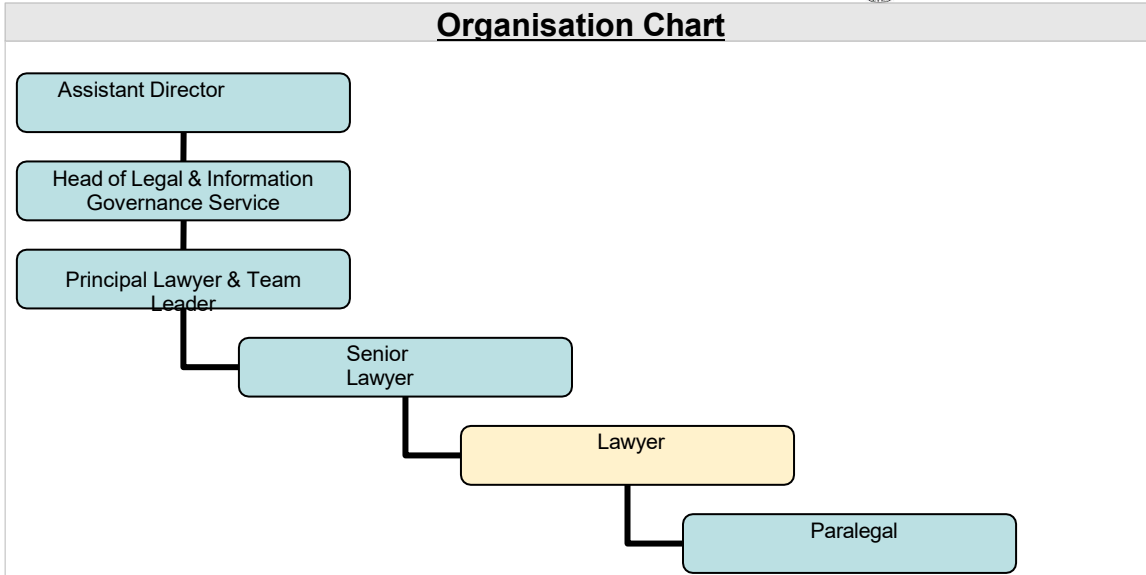 Organisation Chart
Assistant Director
Head of Legal & Information
Governance Service
Principal Lawyer & Team
Leader
Senior
Lawyer
Lawyer
Paralegal